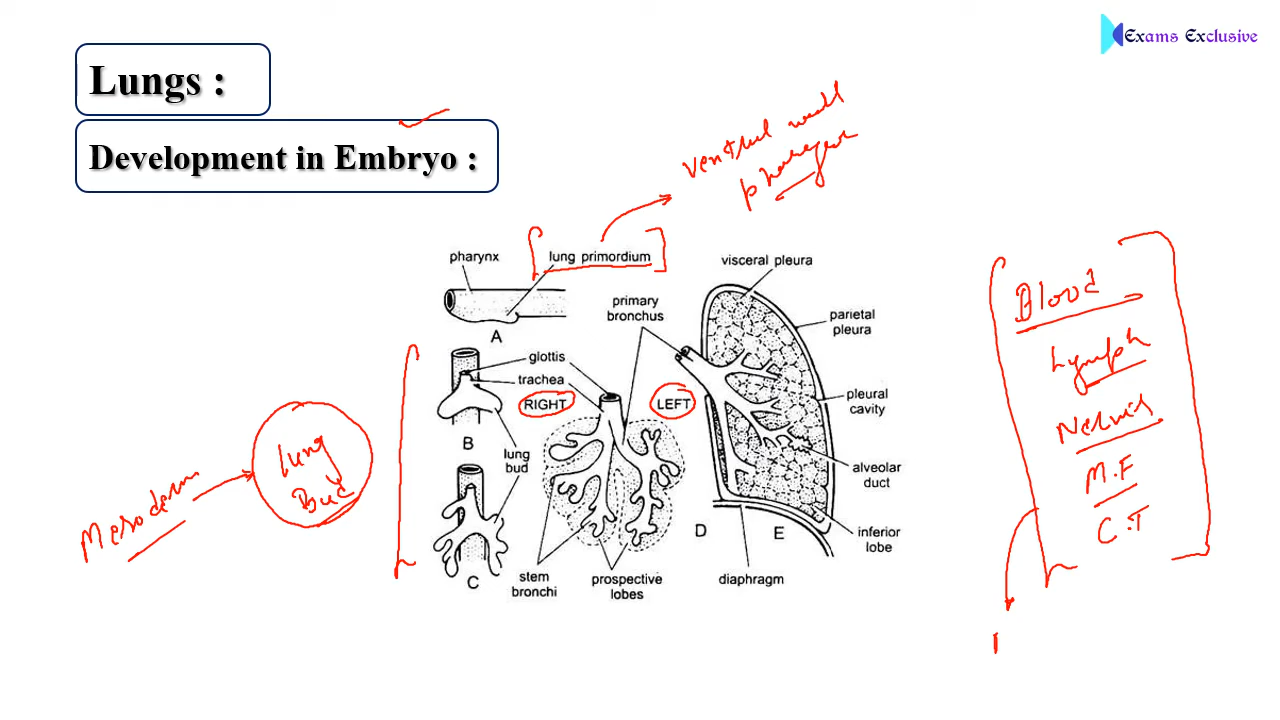 Exams Exclusive
Lungs :
Development in Embryo :
ventral wall
pharynx
pharynx
lung primordium
visceral pleura
primary
bronchus
parietal
pleura
A
glottis
trachea
RIGHT
LEFT
pleural
cavity
B
lung
bud
alveolar
duct
C
D
E
inferior
lobe
stem
bronchi
prospective
lobes
diaphragm
Mesoderm
Lung
Bud
Blood
Lymph
M.F
C.T